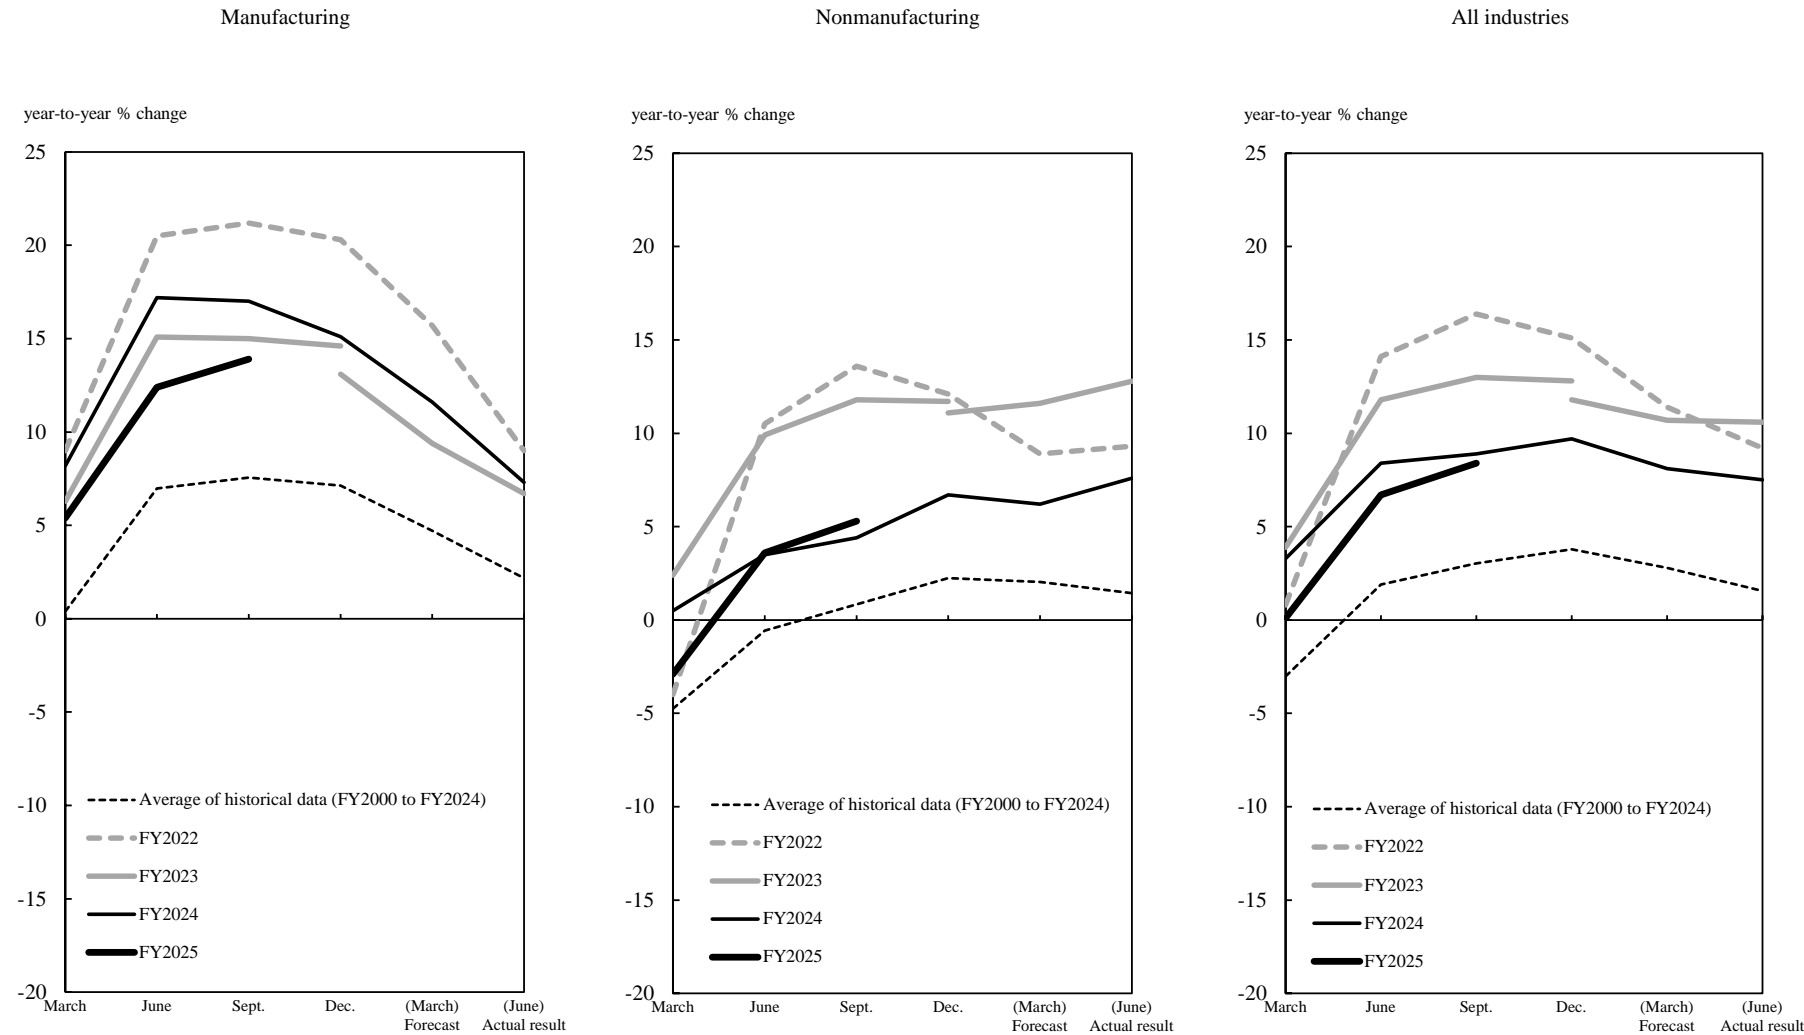 Manufacturing
year-to-year % change
25
20
15
10
5
0
-5
-10
-15
-20
Average of historical data (FY2000 to FY2024)
FY2022
FY2023
FY2024
FY2025
March June Sept. Dec. (March) (June)
Forecast Actual result
Nonmanufacturing
year-to-year % change
25
20
15
10
5
0
-5
-10
-15
-20
Average of historical data (FY2000 to FY2024)
FY2022
FY2023
FY2024
FY2025
March June Sept. Dec. (March) (June)
Forecast Actual result
All industries
year-to-year % change
25
20
15
10
5
0
-5
-10
-15
-20
Average of historical data (FY2000 to FY2024)
FY2022
FY2023
FY2024
FY2025
March June Sept. Dec. (March) (June)
Forecast Actual result